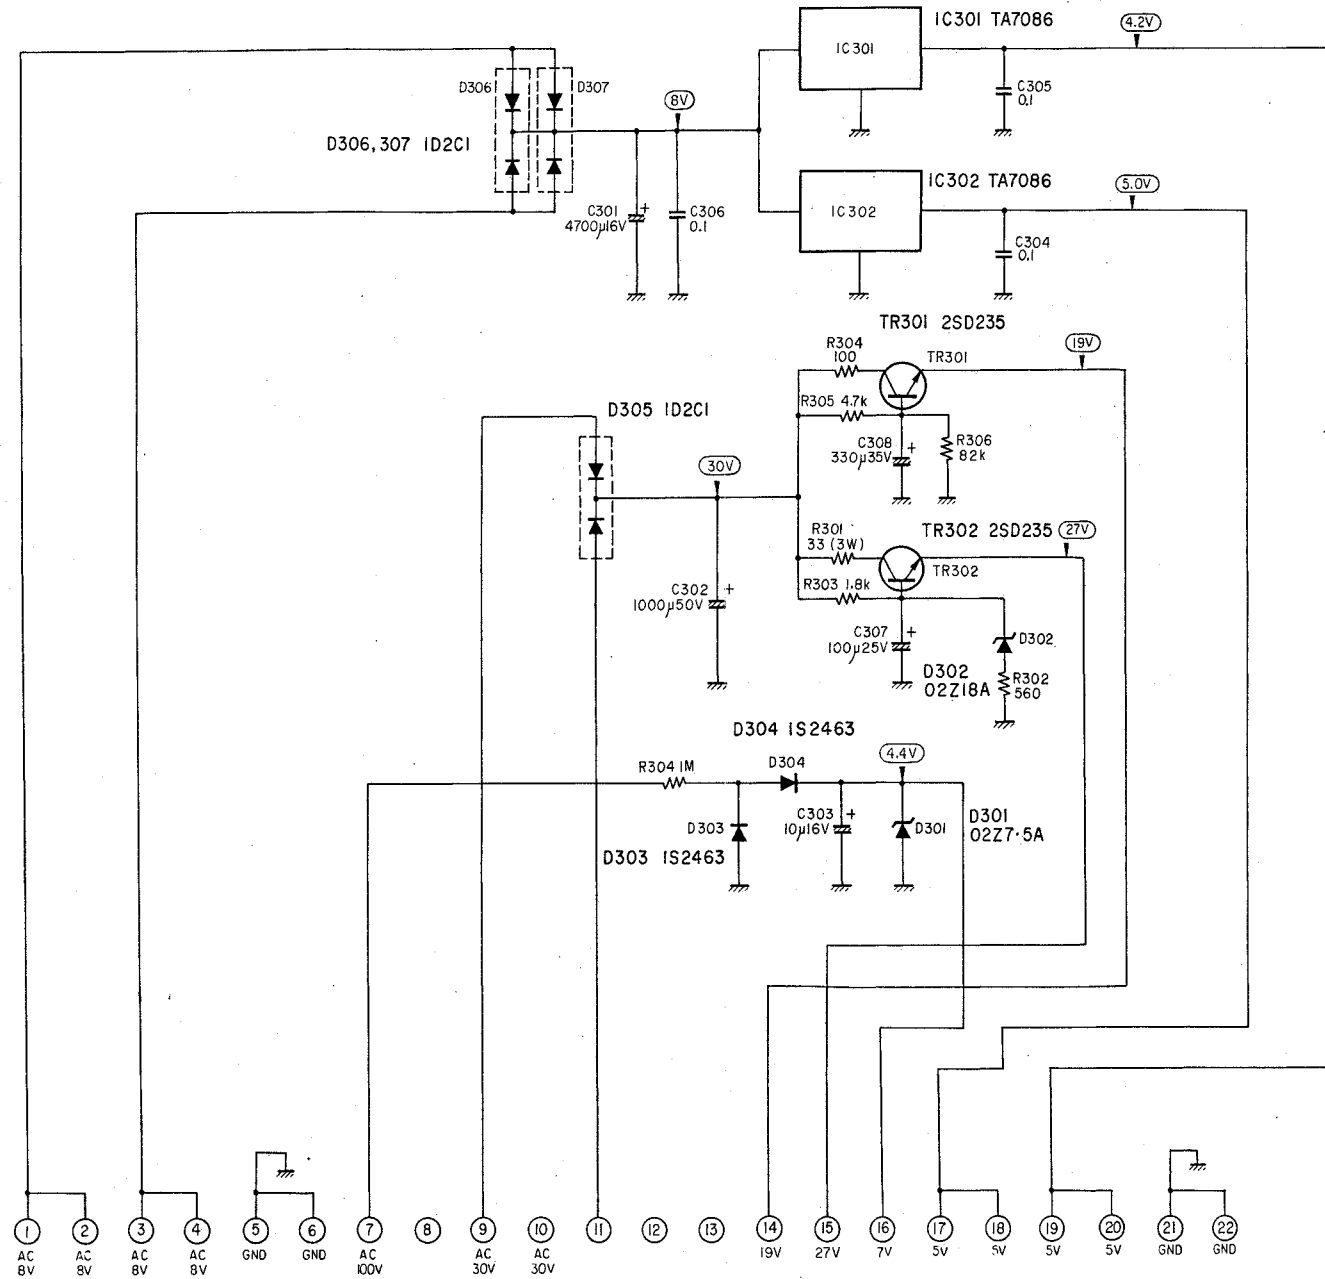 IC301 TA7086
4.2V
IC301
C305
0.1
D306
D307
8V
D306,307 1D2C1
IC302 TA7086
5.0V
IC302
C301
4700µ16V
+
C306
0.1
C304
0.1
TR301 2SD235
R304
100
TR301
19V
D305 1D2C1
R305 4.7k
C308
330µ35V
+
R306
82k
30V
R301
33 (3W)
TR302 2SD235
27V
TR302
R303 1.8k
C302
1000µ50V
+
C307
100µ25V
+
D302
D302
02Z18A
R302
560
D304 1S2463
4.4V
R304 1M
D304
D303
C303
10µ16V
+
D301
D301
02Z7.5A
D303 1S2463
1
2
3
4
5
6
7
8
9
10
11
12
13
14
15
16
17
18
19
20
21
22
AC
8V
AC
8V
AC
8V
AC
8V
GND
GND
AC
100V
AC
30V
AC
30V
19V
27V
7V
5V
5V
5V
5V
GND
GND